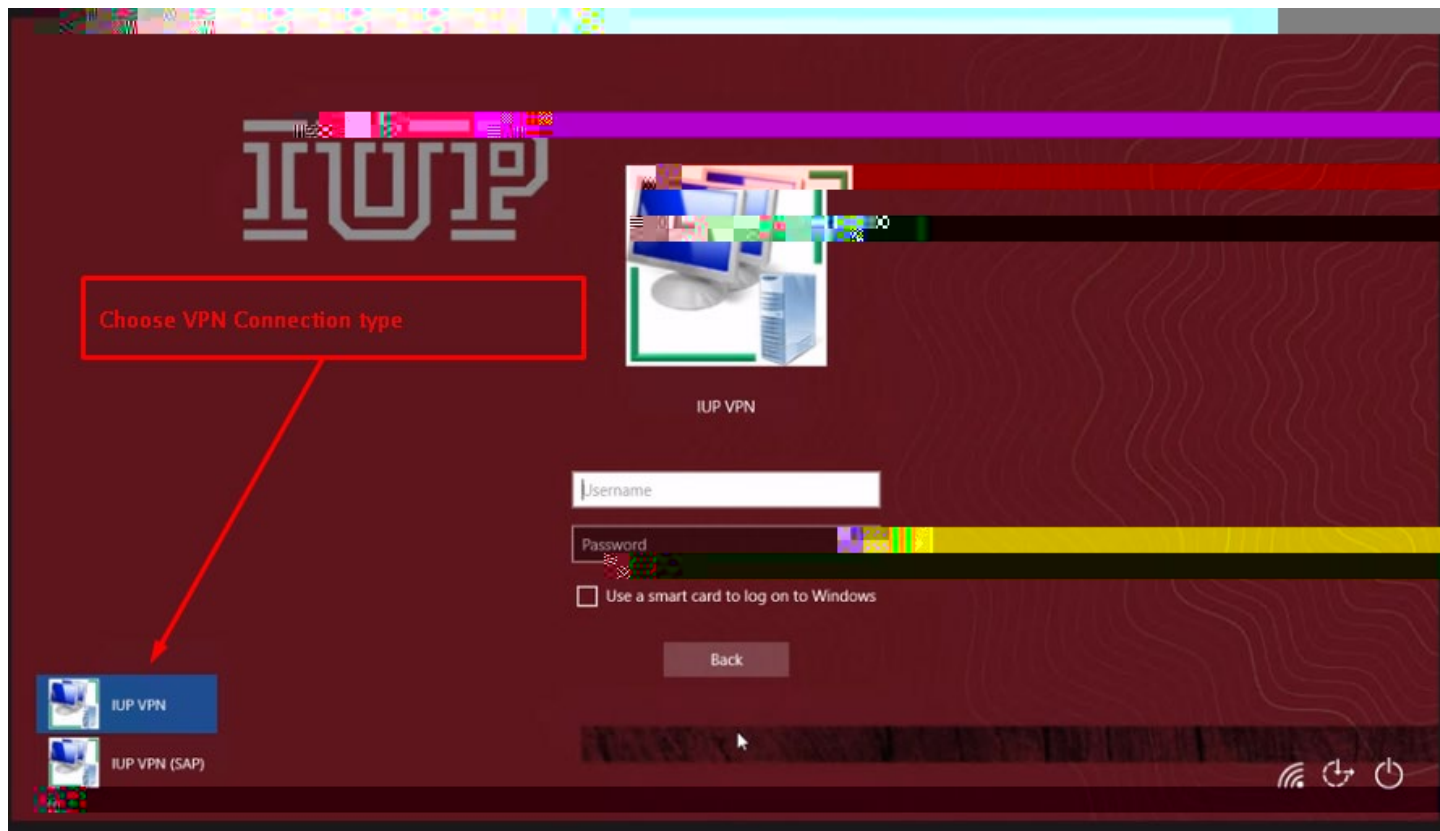 IUP
Choose VPN Connection type
IUP VPN
Username
Password
Use a smart card to log on to Windows
Back
IUP VPN
IUP VPN (SAP)